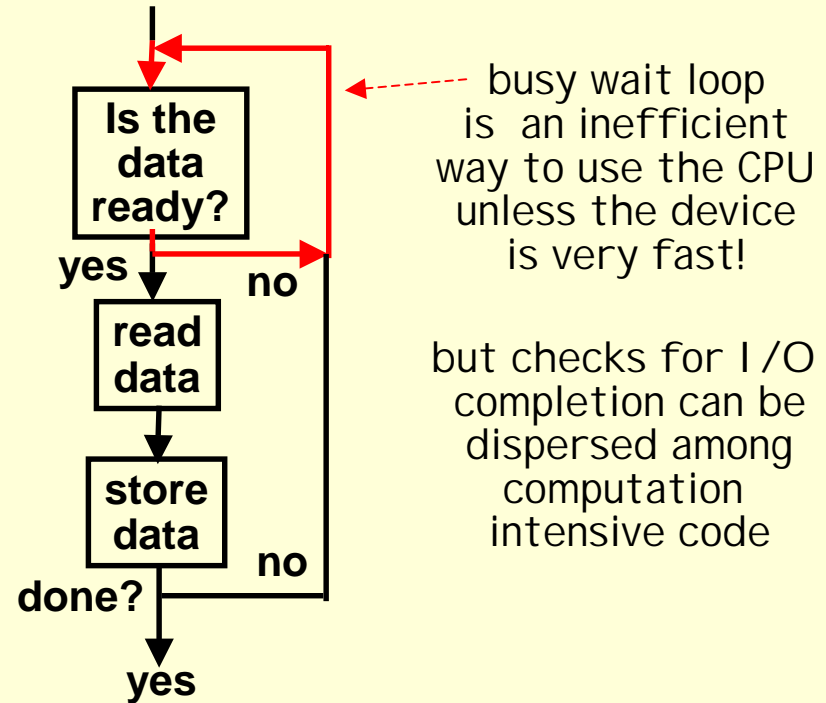 Is the
data
ready?
yes
no
read
data
store
data
no
done?
yes
busy wait loop
is an inefficient
way to use the CPU
unless the device
is very fast!
but checks for I/O
completion can be
dispersed among
computation
intensive code